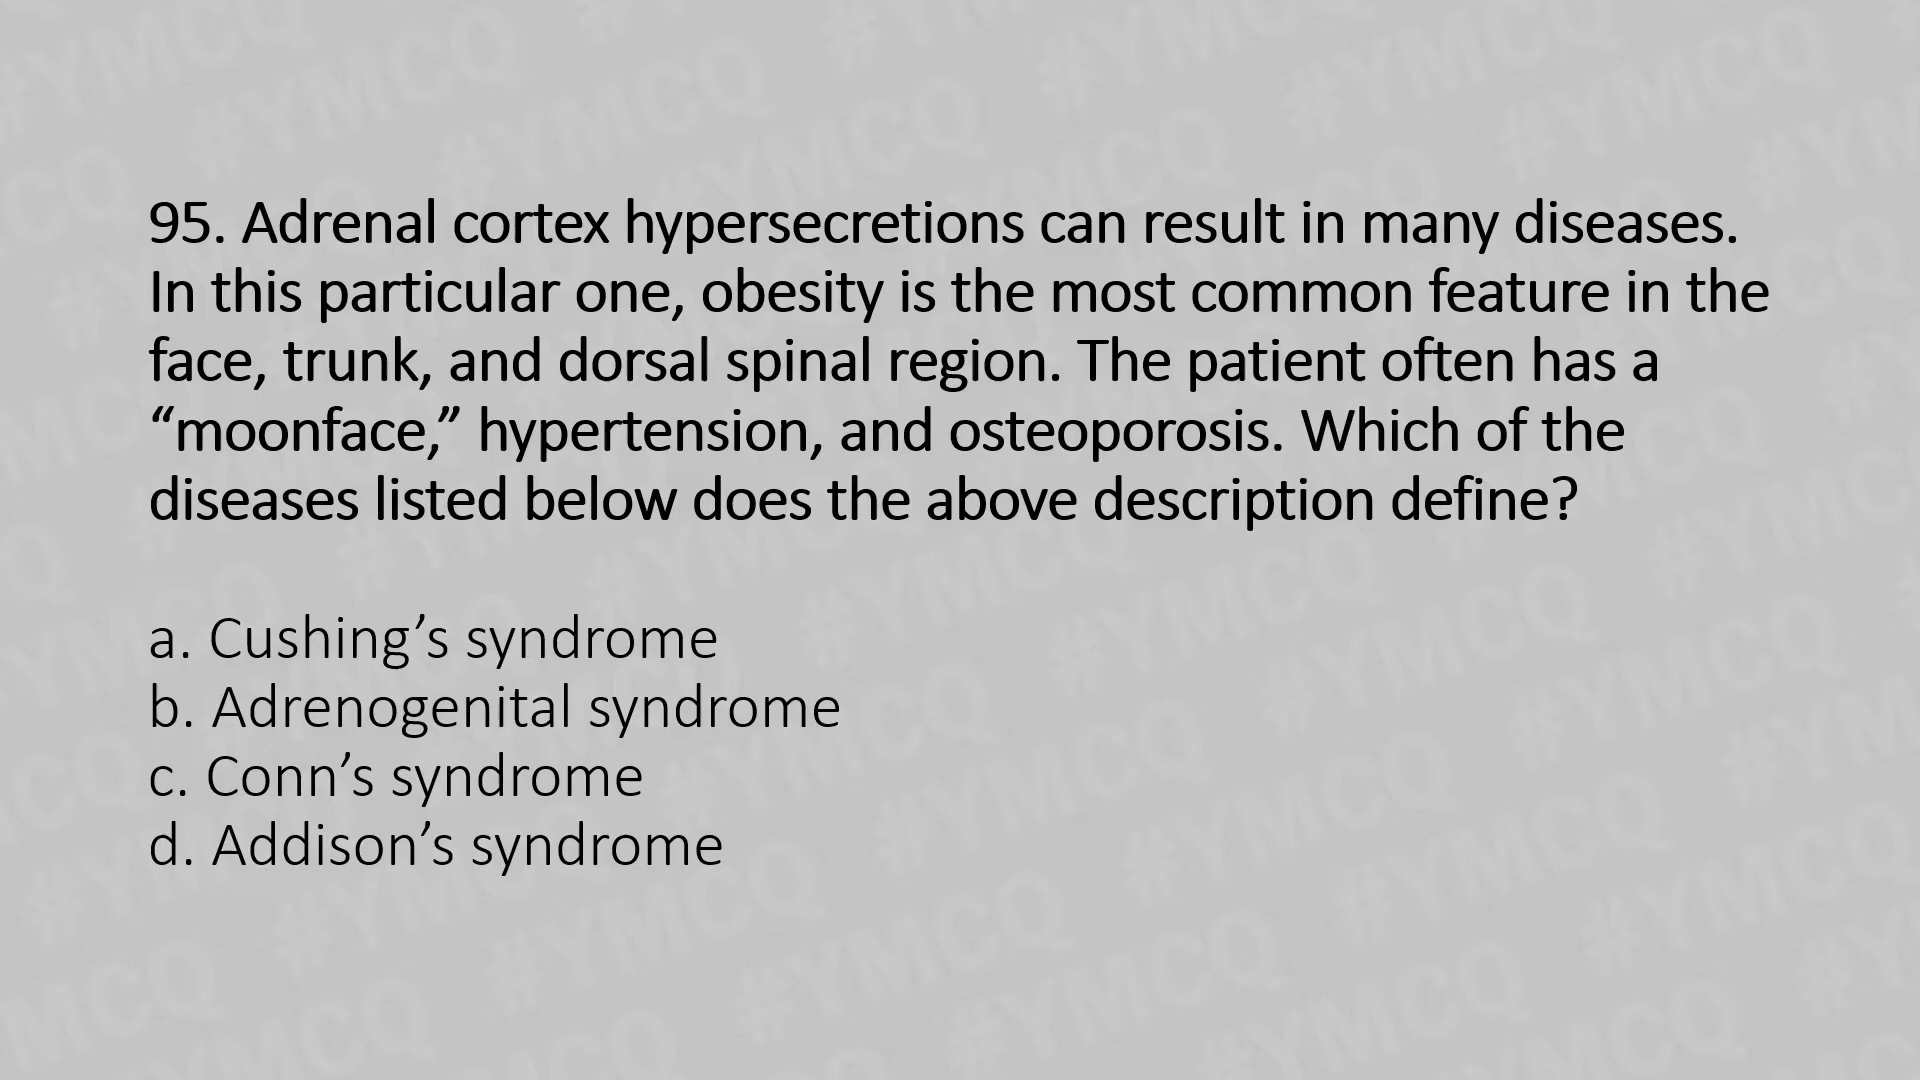 95. Adrenal cortex hypersecretions can result in many diseases.
In this particular one, obesity is the most common feature in the
face, trunk, and dorsal spinal region. The patient often has a
“moonface,” hypertension, and osteoporosis. Which of the
diseases listed below does the above description define?
a. Cushing’s syndrome
b. Adrenogenital syndrome
c. Conn’s syndrome
d. Addison’s syndrome
#YMCQ